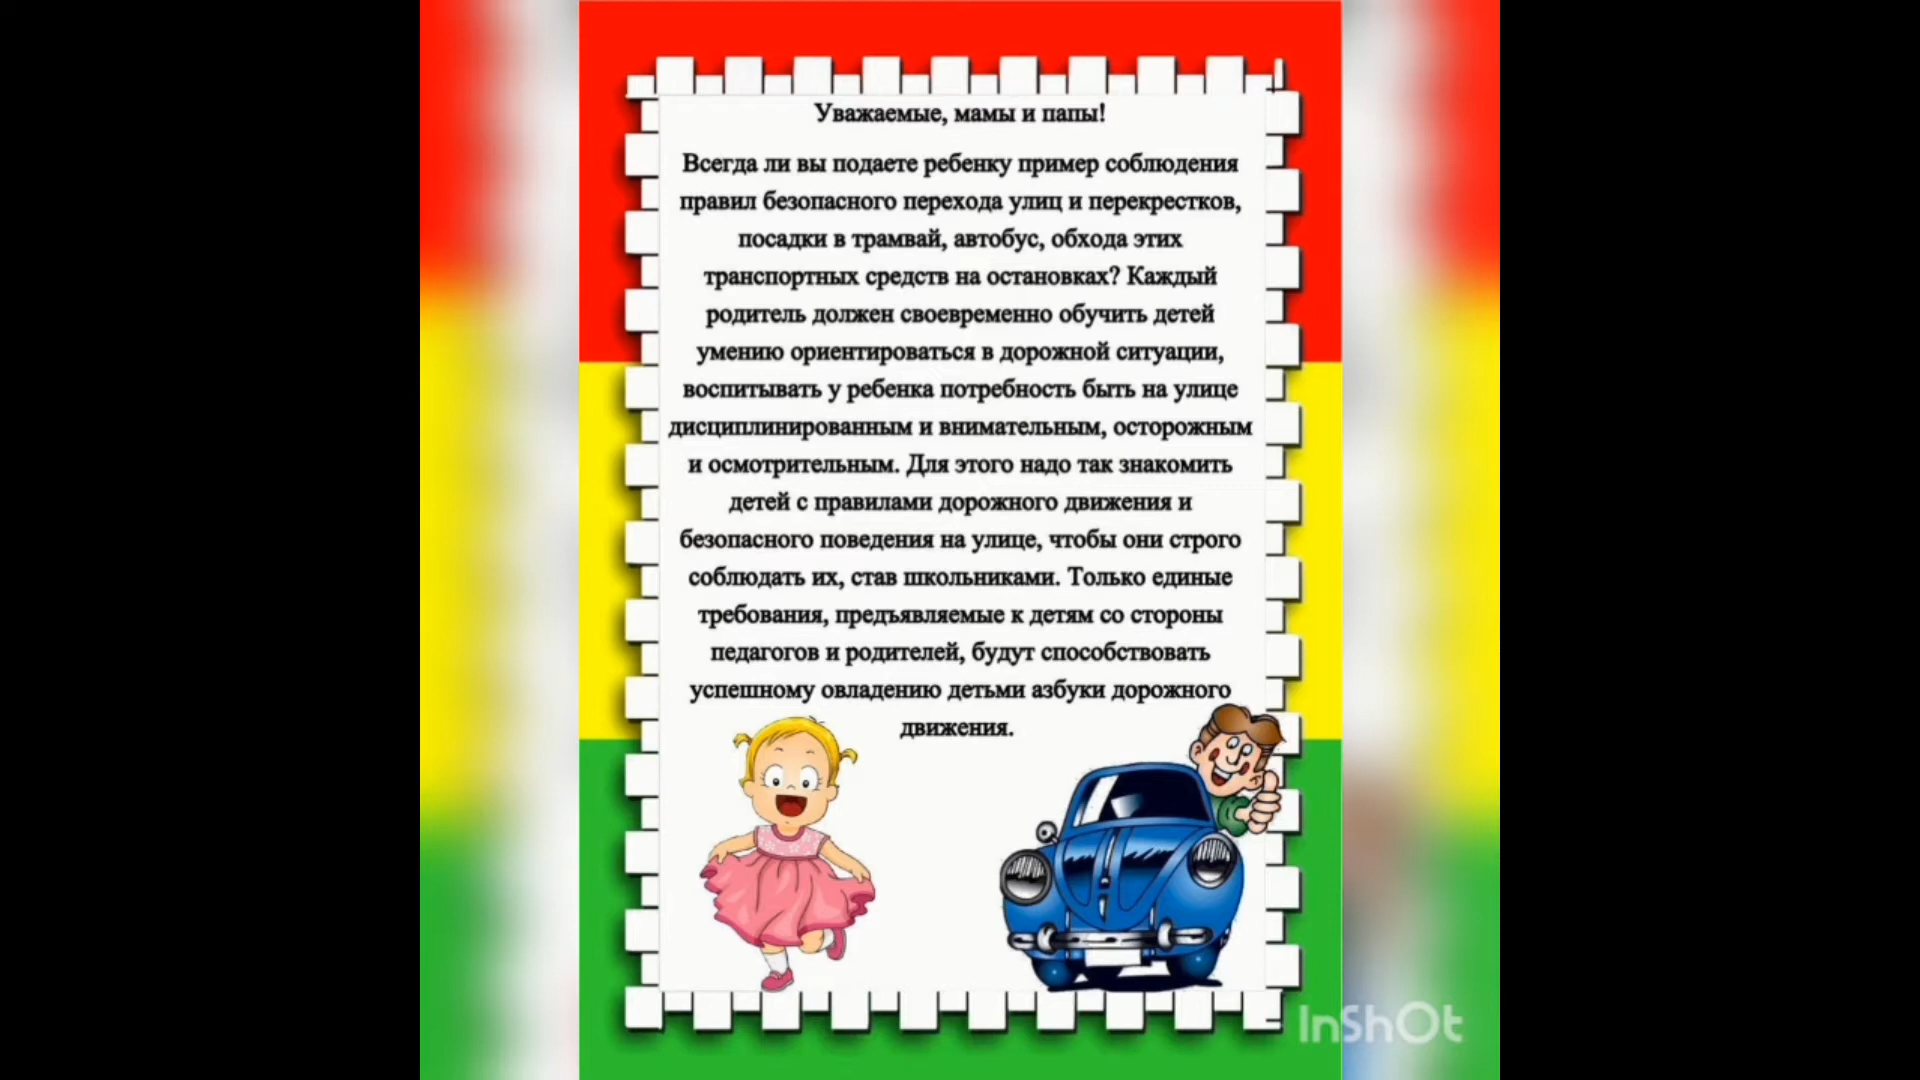 Уважаемые, мамы и папы!
Всегда ли вы подаете ребенку пример соблюдения
правил безопасного перехода улиц и перекрестков,
посадки в трамвай, автобус, обхода этих
транспортных средств на остановках? Каждый
родитель должен своевременно обучить детей
умению ориентироваться в дорожной ситуации,
воспитывать у ребенка потребность быть на улице
дисциплинированным и внимательным, осторожным
и осмотрительным. Для этого надо так знакомить
детей с правилами дорожного движения и
безопасного поведения на улице, чтобы они строго
соблюдать их, став школьниками. Только единые
требования, предъявляемые к детям со стороны
педагогов и родителей, будут способствовать
успешному овладению детьми азбуки дорожного
движения.
InShOt